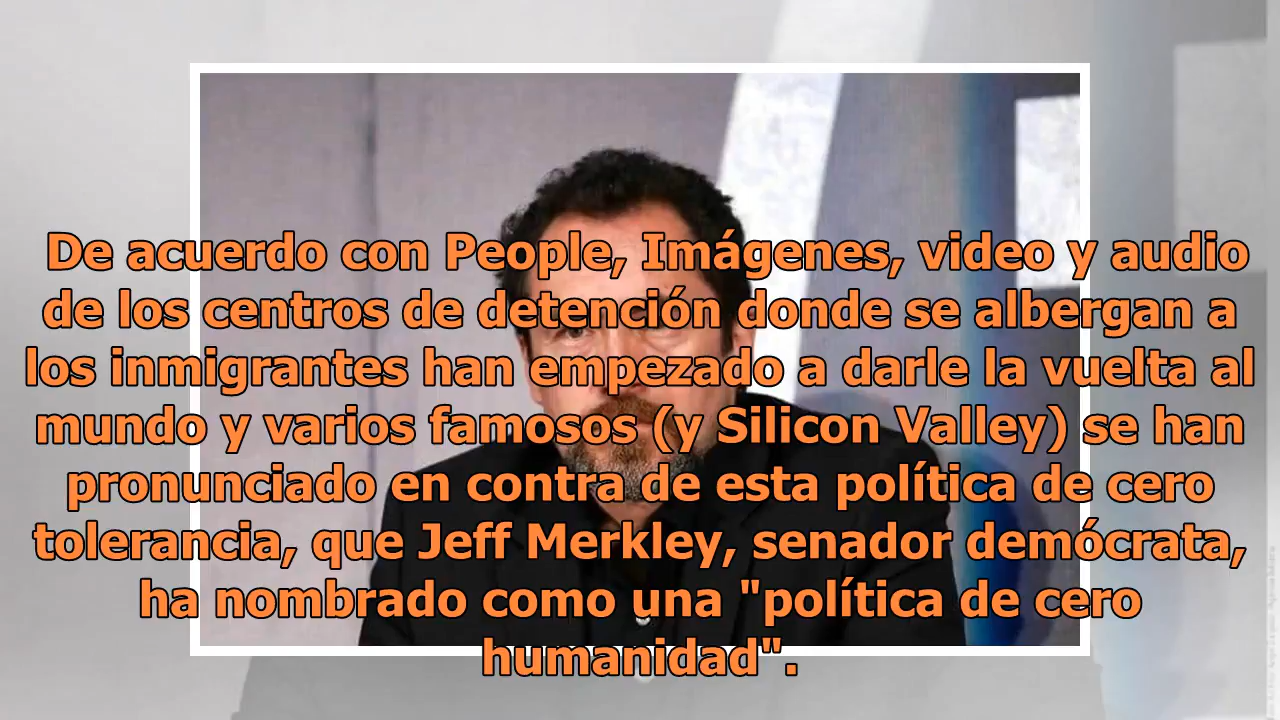 De acuerdo con People, Imágenes, video y audio
de los centros de detención donde se albergan a
los inmigrantes han empezado a darle la vuelta al
mundo y varios famosos (y Silicon Valley) se han
pronunciado en contra de esta política de cero
tolerancia, que Jeff Merkley, senador demócrata,
ha nombrado como una "política de cero
humanidad".